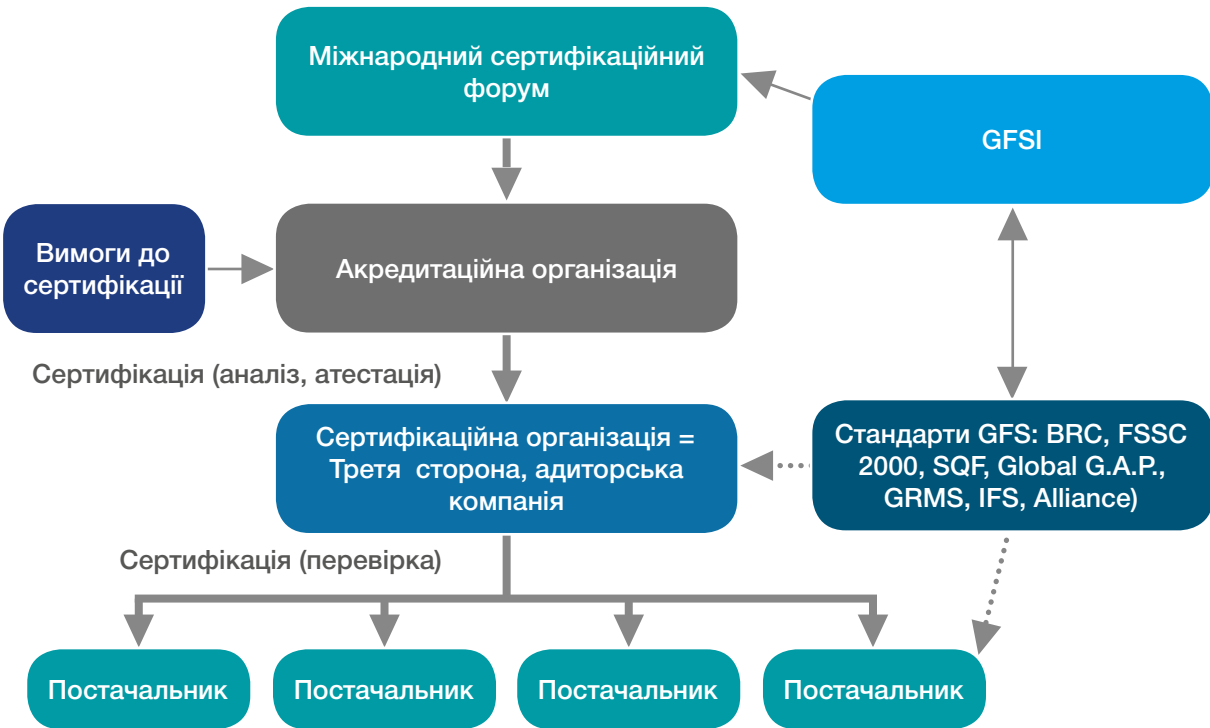 Міжнародний сертифікаційний
форум
GFSI
Вимоги до
сертифікації
Акредитаційна організація
Сертифікація (аналіз, атестація)
Сертифікаційна організація =
Третя сторона, адиторська
компанія
Стандарти GFS: BRC, FSSC
2000, SQF, Global G.A.P.,
GRMS, IFS, Alliance)
Сертифікація (перевірка)
Постачальник
Постачальник
Постачальник
Постачальник